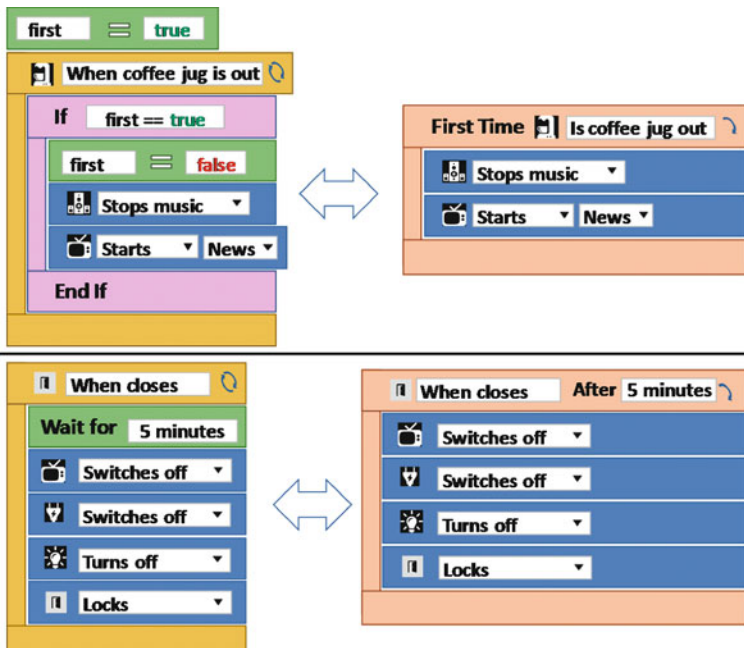 first = true
When coffee jug is out
If first == true
first = false
Stops music
Starts News
End If
First Time Is coffee jug out
Stops music
Starts News
When closes
Wait for 5 minutes
Switches off
Switches off
Turns off
Locks
When closes After 5 minutes
Switches off
Switches off
Turns off
Locks